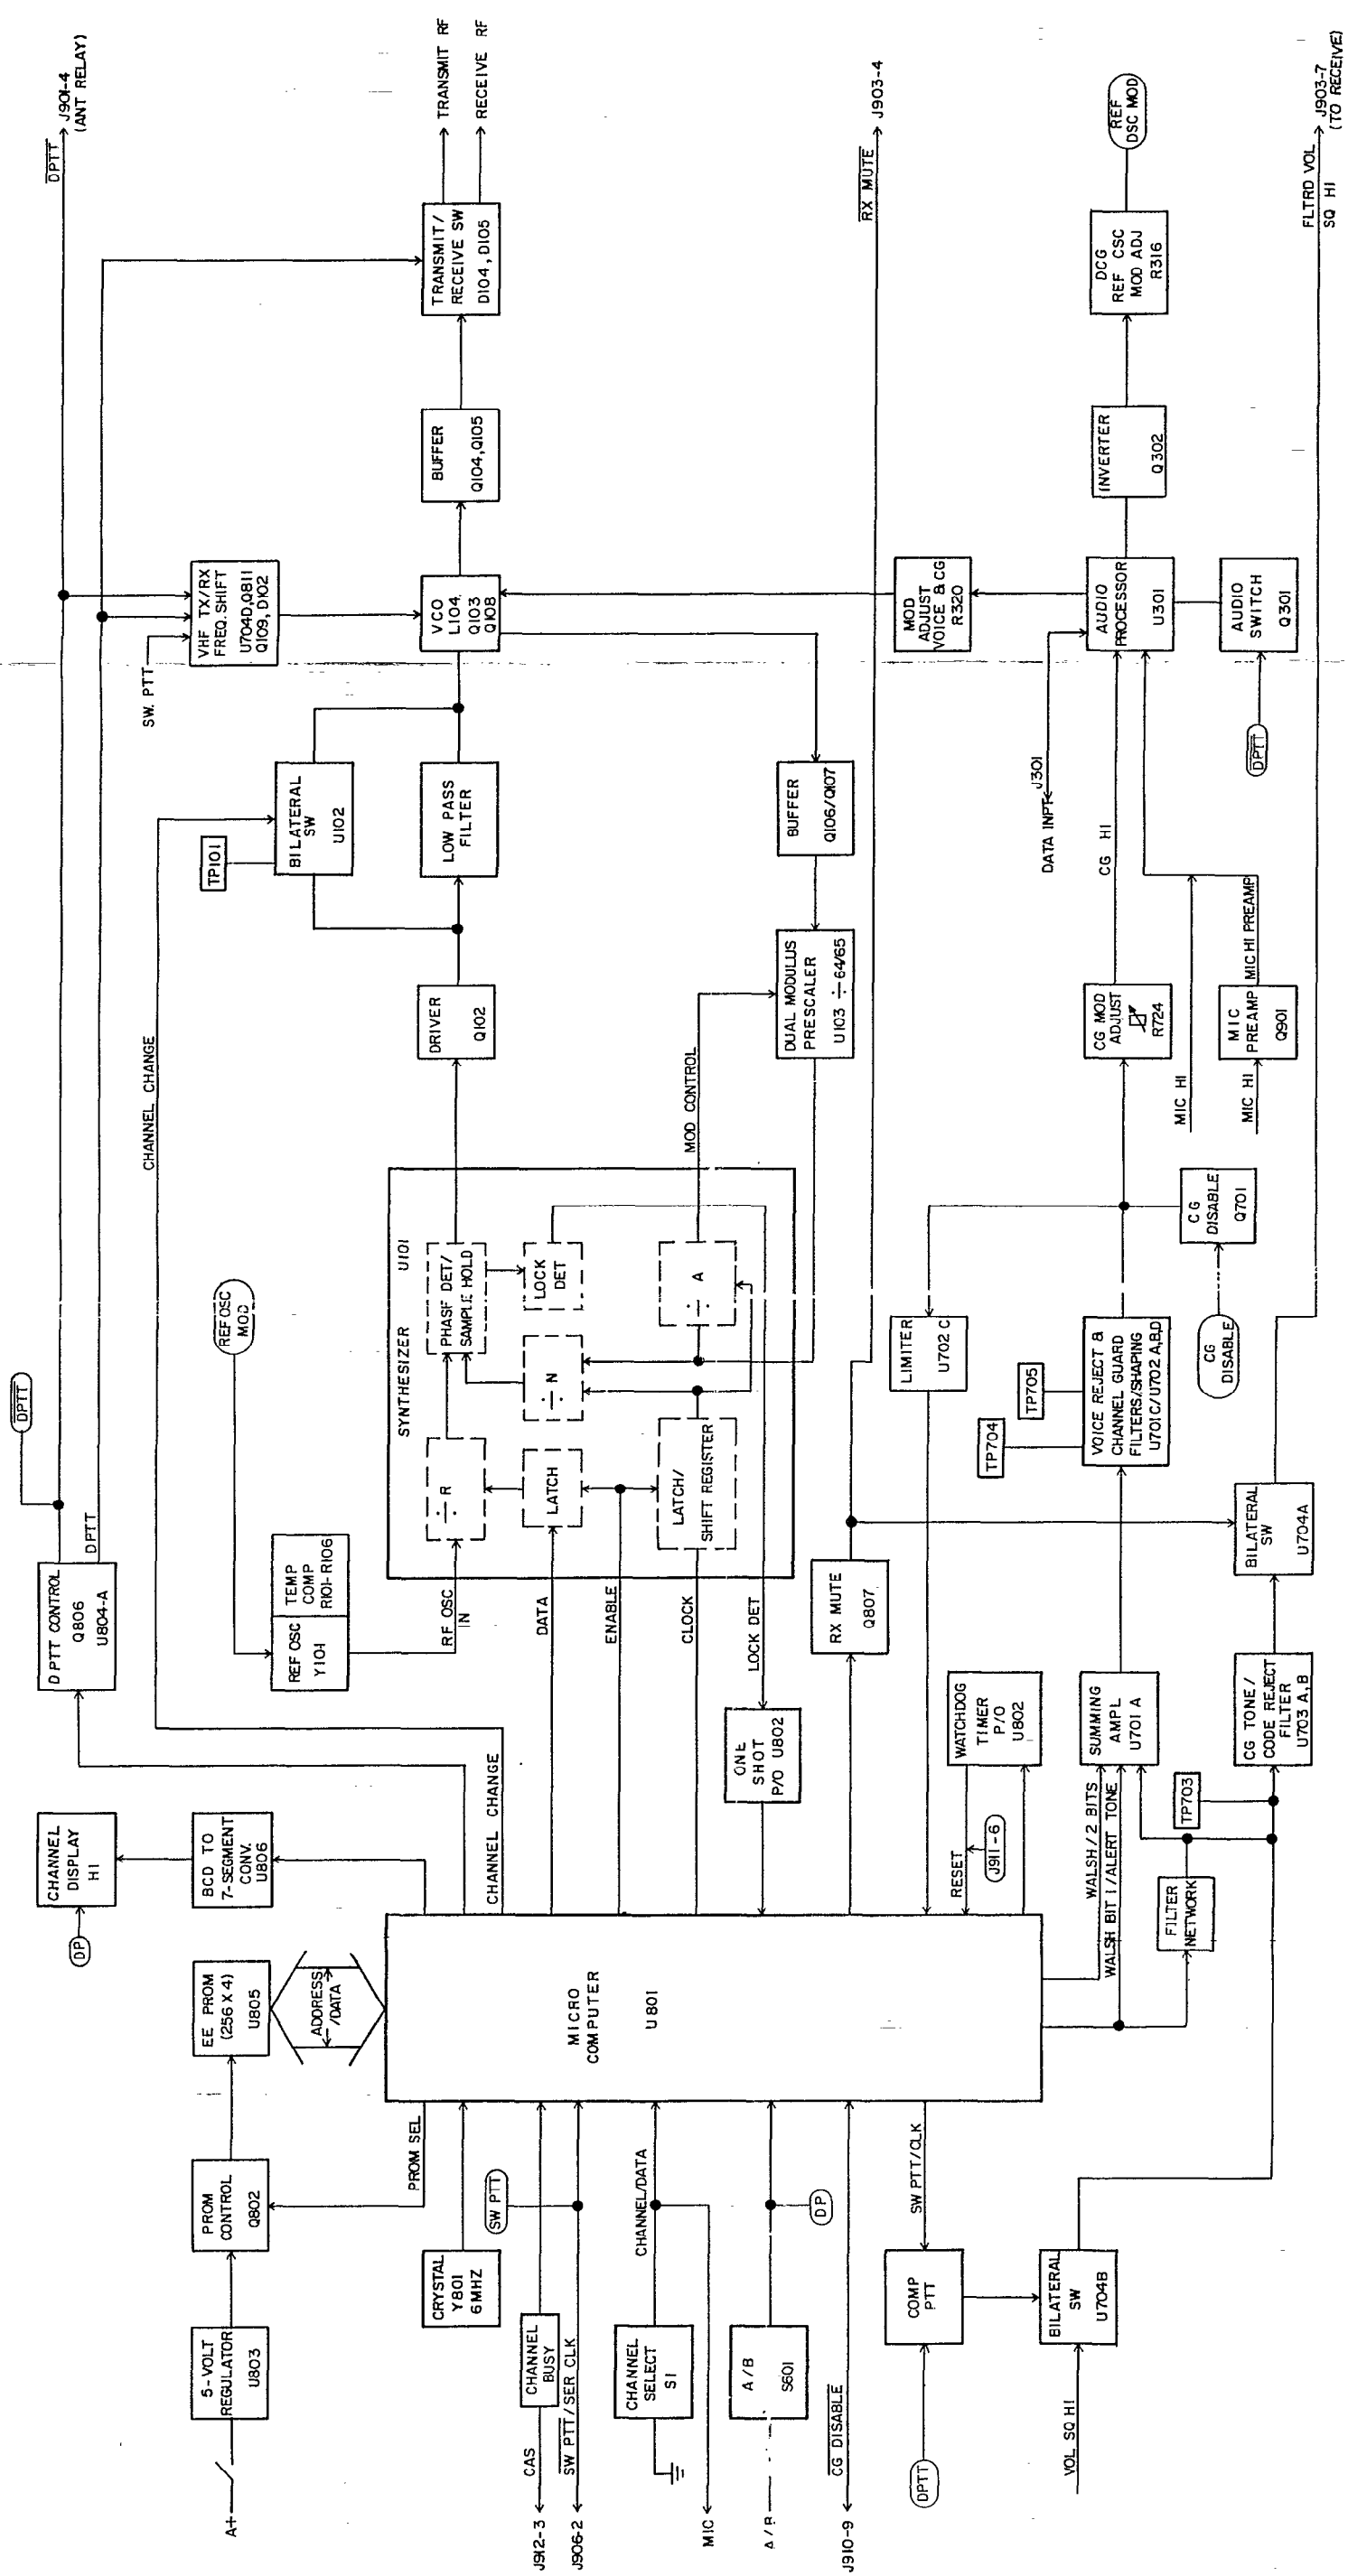 A+
5-VOLT
REGULATOR
U803
PROM
CONTROL
Q802
PROM SEL
EE PROM
(256 X 4)
U805
ADDRESS
/DATA
DP
CHANNEL
DISPLAY
H1
BCD TO
7-SEGMENT
CONV.
U806
CHANNEL CHANGE
DPTT CONTROL
Q806
U804-A
DPTT
DPTT
DPTT
J901-4
(ANT RELAY)
CHANNEL CHANGE
REF OSC
MOD
REF OSC
Y101
TEMP
COMP
R101-R106
RF OSC
IN
DATA
ENABLE
CLOCK
LOCK DET
SYNTHESIZER
U101
÷ R
LATCH
LATCH/
SHIFT REGISTER
÷ N
÷ A
PHASE DET/
SAMPLE HOLD
LOCK
DET
MOD CONTROL
DRIVER
Q102
TP101
BILATERAL
SW
U102
LOW PASS
FILTER
SW. PTT
VHF TX/RX
FREQ. SHIFT
U704D,Q811
Q109, D102
VCO
L104,
Q103
Q108
BUFFER
Q104,Q105
TRANSMIT/
RECEIVE SW
D104, D105
TRANSMIT RF
RECEIVE RF
DUAL MODULUS
PRESCALER
U103 ÷ 64/65
BUFFER
Q106/Q107
CRYSTAL
Y801
6MHZ
SW PTT
CHANNEL
BUSY
CAS
J912-3
SW PTT/SER CLK
J906-2
CHANNEL
SELECT
S1
CHANNEL/DATA
MIC
A/B
A/B
S601
DP
CG DISABLE
J910-9
MICRO
COMPUTER
U801
ONE
SHOT
P/O U802
RX MUTE
Q807
RX MUTE
J903-4
LIMITER
U702 C
WATCHDOG
TIMER
P/O
U802
RESET
J911-6
SW PTT/CLK
DPTT
COMP
PTT
VOL SQ HI
BILATERAL
SW
U704B
WALSH/2 BITS
WALSH BIT 1/ALERT TONE
FILTER
NETWORK
TP703
SUMMING
AMPL
U701 A
CG TONE/
CODE REJECT
FILTER
U703 A, B
BILATERAL
SW
U704A
TP704
TP705
VOICE REJECT &
CHANNEL GUARD
FILTERS/SHAPING
U701C/U702 A,B,D
CG
DISABLE
CG
DISABLE
Q701
CG MOD
ADJUST
R724
MIC HI
MIC HI
MIC
PREAMP
Q901
MIC HI PREAMP
CG HI
DATA INPT
J301
DPTT
MOD
ADJUST
VOICE & CG
R320
AUDIO
PROCESSOR
U301
AUDIO
SWITCH
Q301
INVERTER
Q302
DCG
REF CSC
MOD ADJ
R316
REF
DSC MOD
FLTRD VOL
SQ HI
J903-7
(TO RECEIVE)